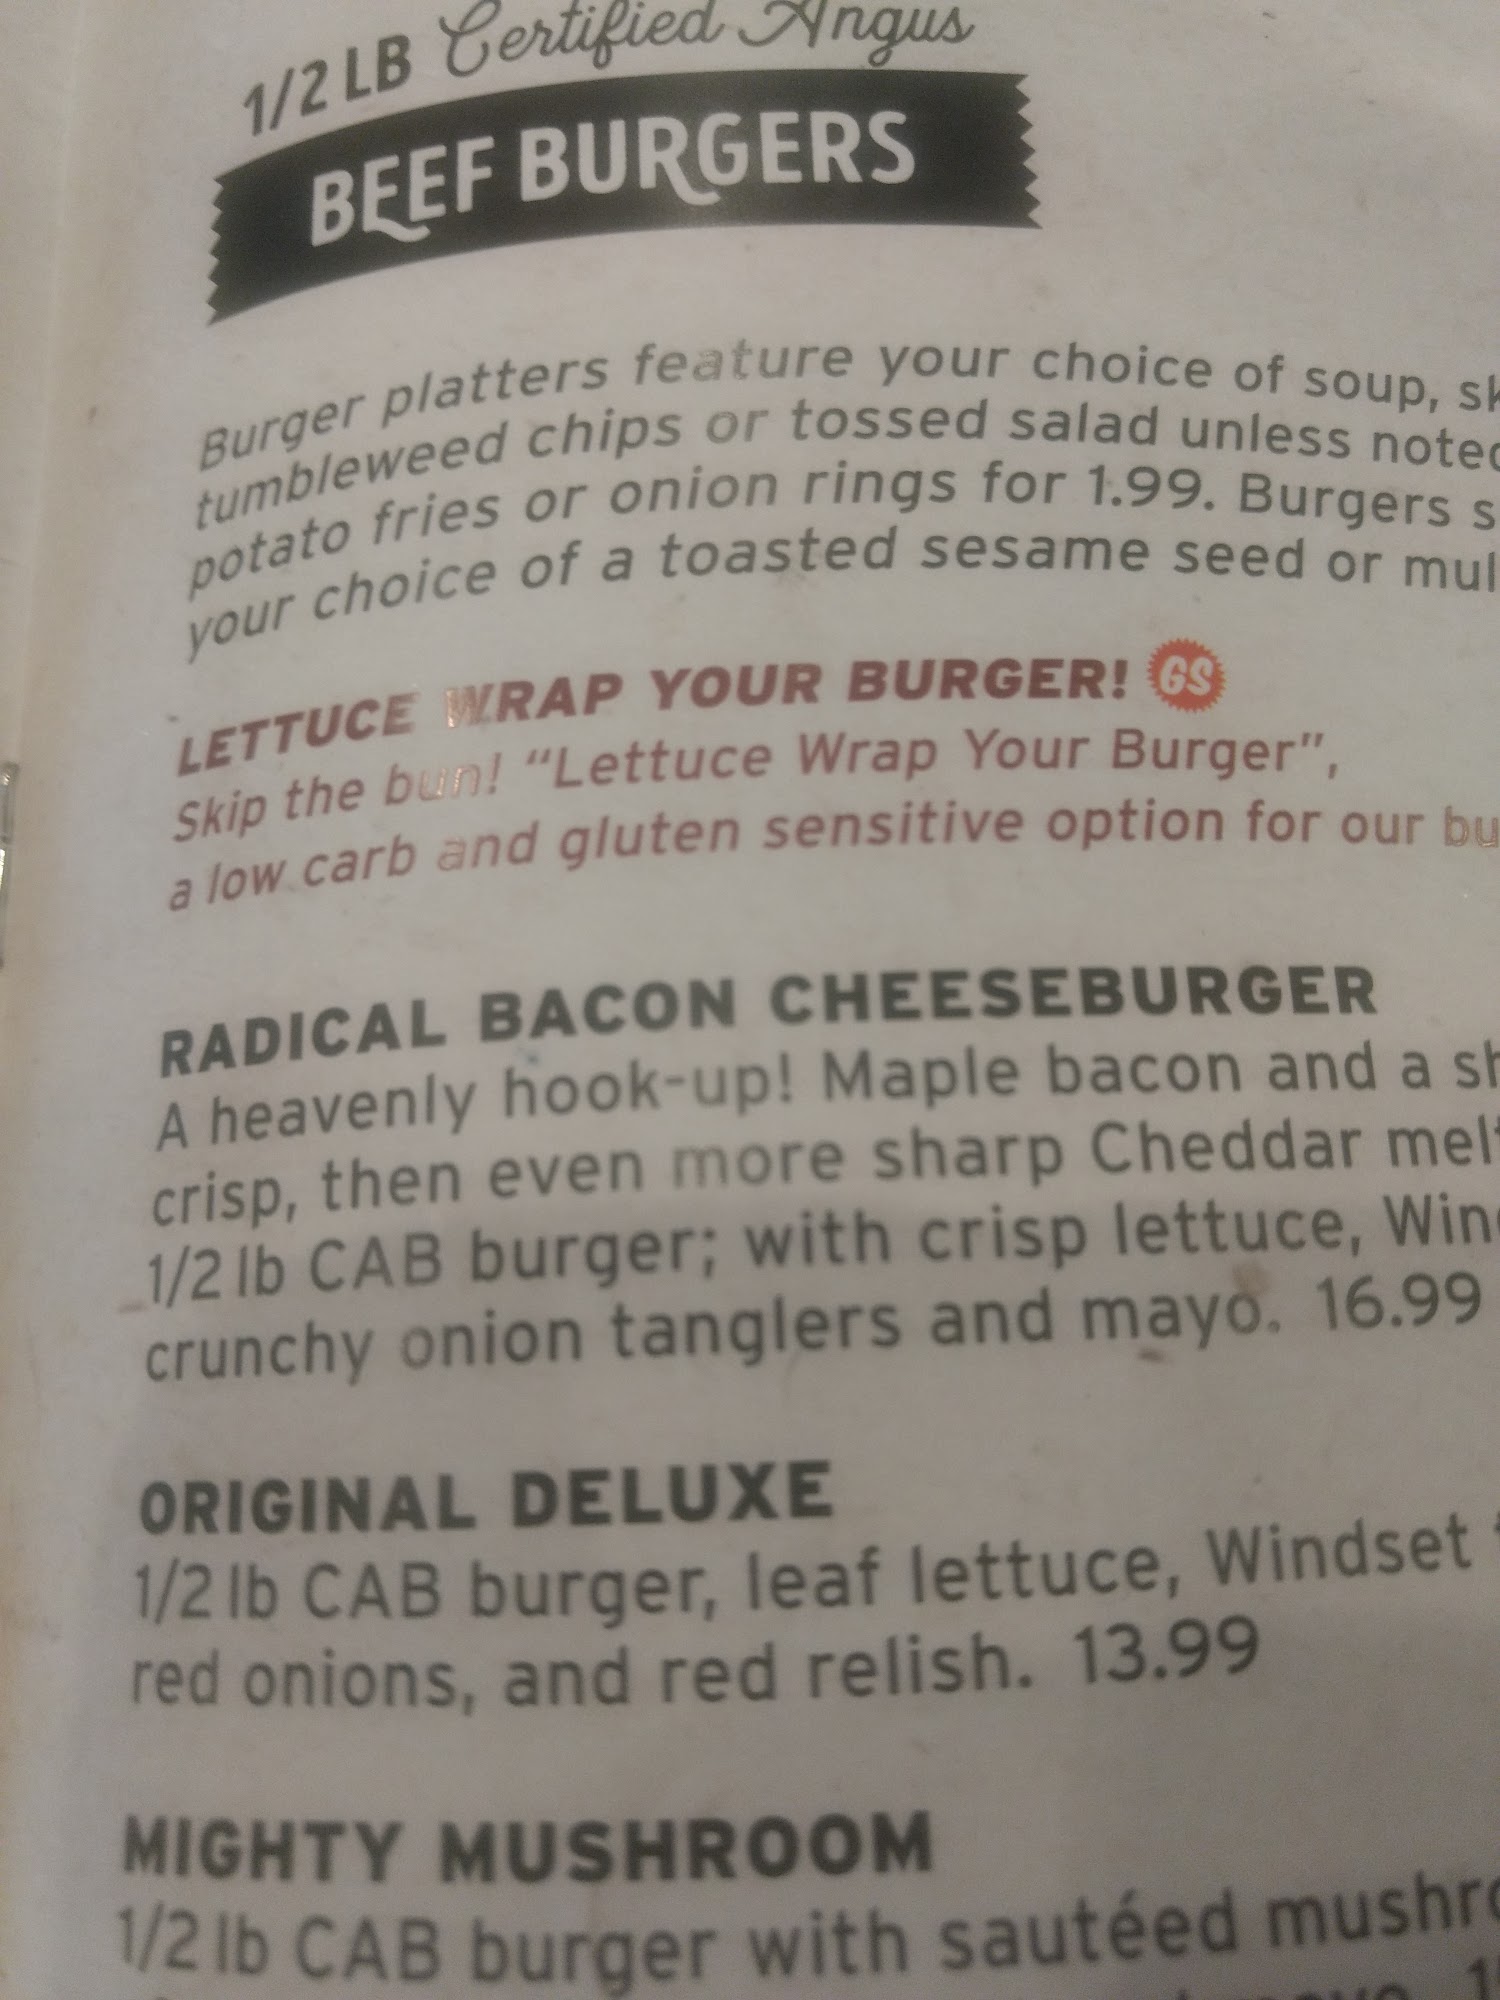 1/2 LB Certified Angus
BEEF BURGERS
Burger platters feature your choice of soup,
tumbleweed chips or tossed salad unless
potato fries or onion rings for 1.99. Burgers
your choice of a toasted sesame seed or
LETTUCE WRAP YOUR BURGER! GS
Skip the bun! "Lettuce Wrap Your Burger",
a low carb and gluten sensitive option for our
RADICAL BACON CHEESEBURGER
A heavenly hook-up! Maple bacon and a
crisp, then even more sharp Cheddar
1/2 lb CAB burger; with crisp lettuce,
crunchy onion tanglers and mayo. 16.99
ORIGINAL DELUXE
1/2 lb CAB burger, leaf lettuce, Windset
red onions, and red relish. 13.99
MIGHTY MUSHROOM
1/2 lb CAB burger with sautéed